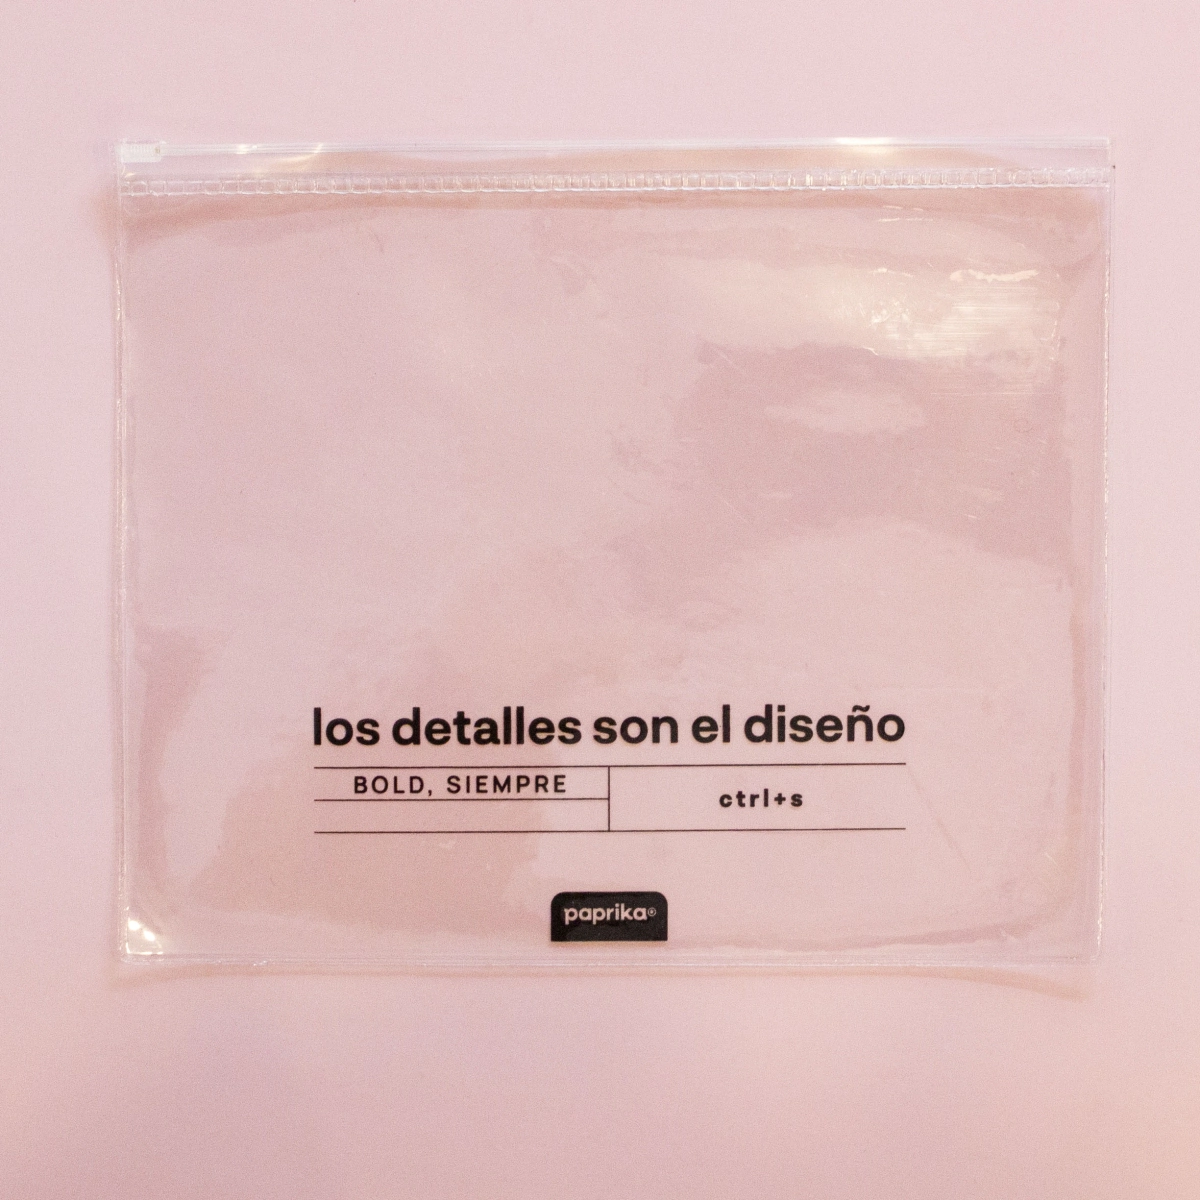 los detalles son el diseño
BOLD, SIEMPRE
ctrl+s
paprika®